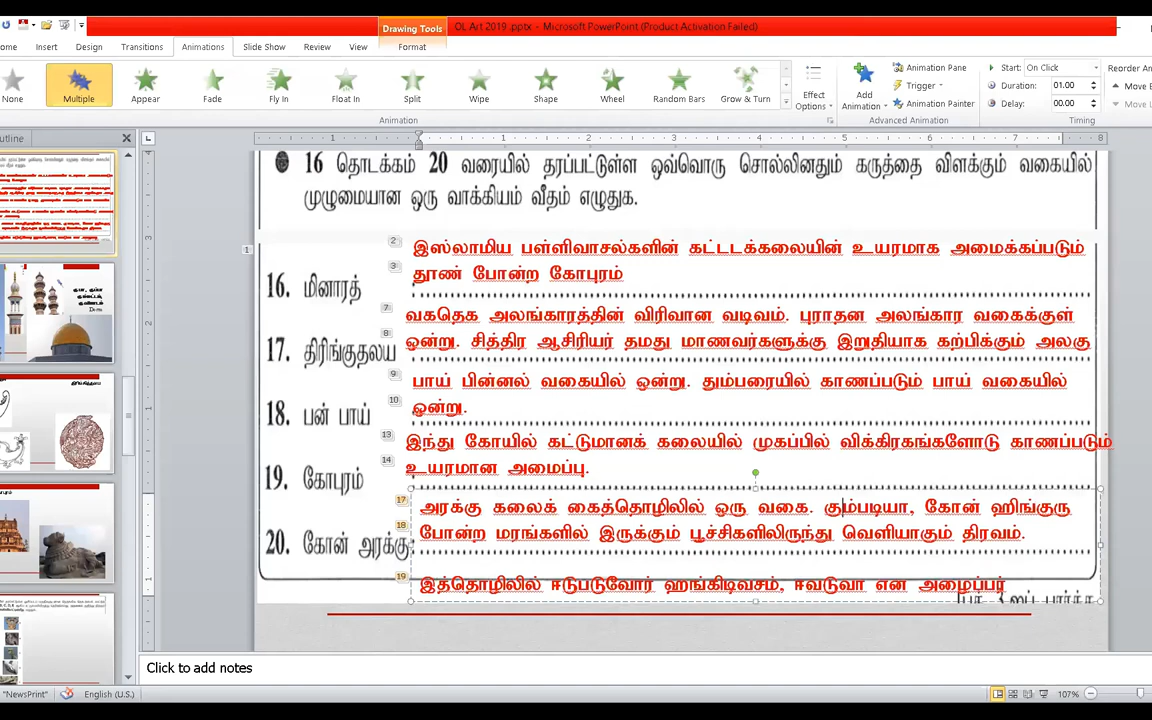 Drawing Tools
OL Art 2019 .pptx - Microsoft PowerPoint (Product Activation Failed)
Insert Design Transitions Animations Slide Show Review View Format
None Multiple Appear Fade Fly In Float In Split Wipe Shape Wheel Random Bars Grow & Turn
Effect Options
Add Animation
Animation Pane
Trigger
Animation Painter
Start: On Click
Duration: 01.00
Delay: 00.00
Animation
Advanced Animation
Timing
16 தொடக்கம் 20 வரையில் தரப்பட்டுள்ள ஒவ்வொரு சொல்லினதும் கருத்தை விளக்கும் வகையில்
முழுமையான ஒரு வாக்கியம் வீதம் எழுதுக.
இஸ்லாமிய பள்ளிவாசல்களின் கட்டடக்கலையின் உயரமாக அமைக்கப்படும்
தூண் போன்ற கோபுரம்
16. மினாரத்
வகதெக அலங்காரத்தின் விரிவான வடிவம். புராதன அலங்கார வகைக்குள்
ஒன்று. சித்திர ஆசிரியர் தமது மாணவர்களுக்கு இறுதியாக கற்பிக்கும் அலகு
17. திரிங்குதலய
பாய் பின்னல் வகையில் ஒன்று. தும்பரையில் காணப்படும் பாய் வகையில்
ஒன்று.
18. பன் பாய்
இந்து கோயில் கட்டுமானக் கலையில் முகப்பில் விக்கிரகங்களோடு காணப்படும்
உயரமான அமைப்பு.
19. கோபுரம்
அரக்கு கலைக் கைத்தொழிலில் ஒரு வகை. கும்படியா, கோன் ஹிங்குரு
போன்ற மரங்களில் இருக்கும் பூச்சிகளிலிருந்து வெளியாகும் திரவம்.
20. கோன் அரக்கு
இத்தொழிலில் ஈடுபடுவோர் ஹங்கிடிவசம், ஈவடுவா என அழைப்பர்
Click to add notes
"NewsPrint" English (U.S.) 107%